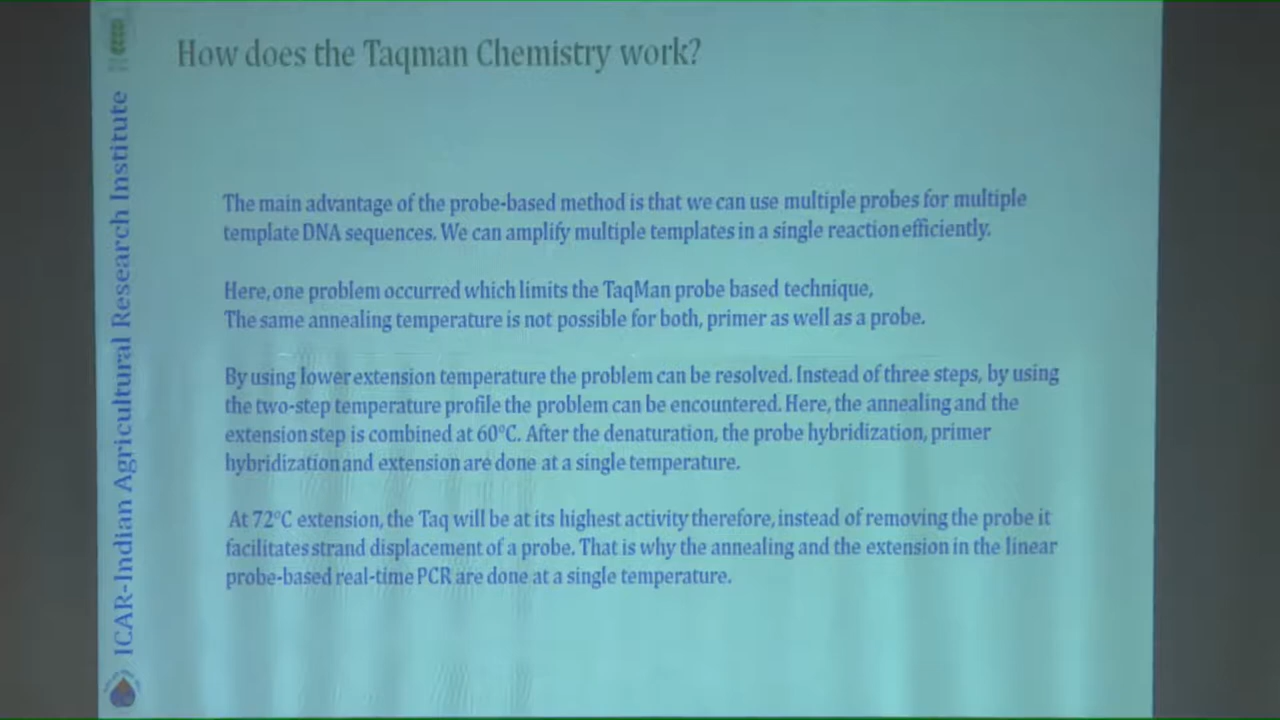 How does the Taqman Chemistry work?
ICAR-Indian Agricultural Research Institute
The main advantage of the probe-based method is that we can use multiple probes for multiple
template DNA sequences. We can amplify multiple templates in a single reaction efficiently.
Here, one problem occurred which limits the TaqMan probe based technique,
The same annealing temperature is not possible for both, primer as well as a probe.
By using lower extension temperature the problem can be resolved. Instead of three steps, by using
the two-step temperature profile the problem can be encountered. Here, the annealing and the
extension step is combined at 60°C. After the denaturation, the probe hybridization, primer
hybridization and extension are done at a single temperature.
At 72°C extension, the Taq will be at its highest activity therefore, instead of removing the probe it
facilitates strand displacement of a probe. That is why the annealing and the extension in the linear
probe-based real-time PCR are done at a single temperature.